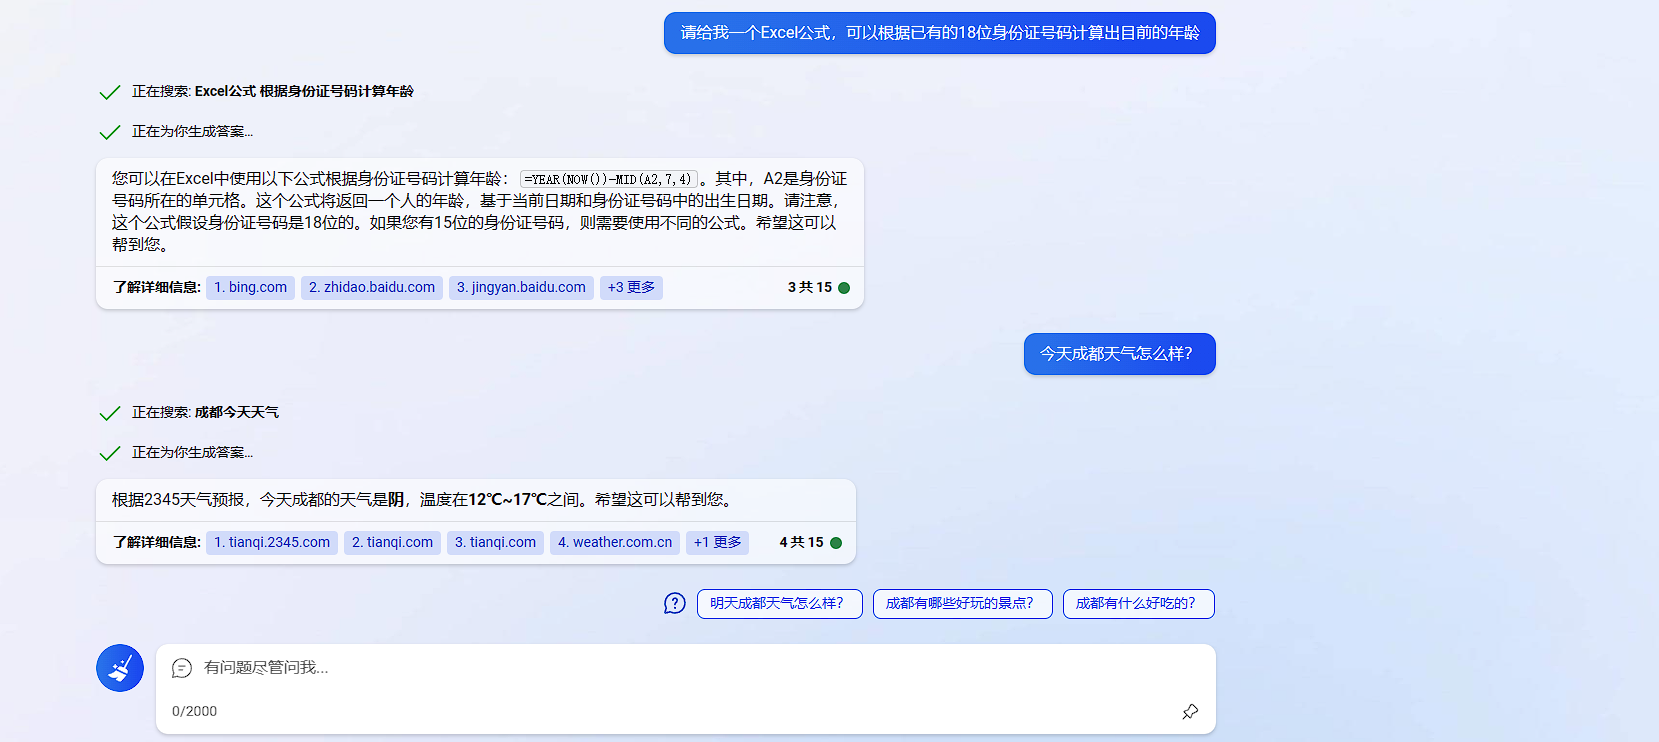 请给我一个Excel公式，可以根据已有的18位身份证号码计算出目前的年龄
正在搜索: Excel公式 根据身份证号码计算年龄
正在为你生成答案...
您可以在Excel中使用以下公式根据身份证号码计算年龄： =YEAR(NOW())-MID(A2,7,4) 。其中，A2是身份证
号码所在的单元格。这个公式将返回一个人的年龄，基于当前日期和身份证号码中的出生日期。请注意，
这个公式假设身份证号码是18位的。如果您有15位的身份证号码，则需要使用不同的公式。希望这可以
帮到您。
了解详细信息: 1. bing.com 2. zhidao.baidu.com 3. jingyan.baidu.com +3 更多 3 共 15
今天成都天气怎么样？
正在搜索: 成都今天天气
正在为你生成答案...
根据2345天气预报，今天成都的天气是阴，温度在12℃~17℃之间。希望这可以帮到您。
了解详细信息: 1. tianqi.2345.com 2. tianqi.com 3. tianqi.com 4. weather.com.cn +1 更多 4 共 15
明天成都天气怎么样？ 成都有哪些好玩的景点？ 成都有什么好吃的？
有问题尽管问我...
0/2000